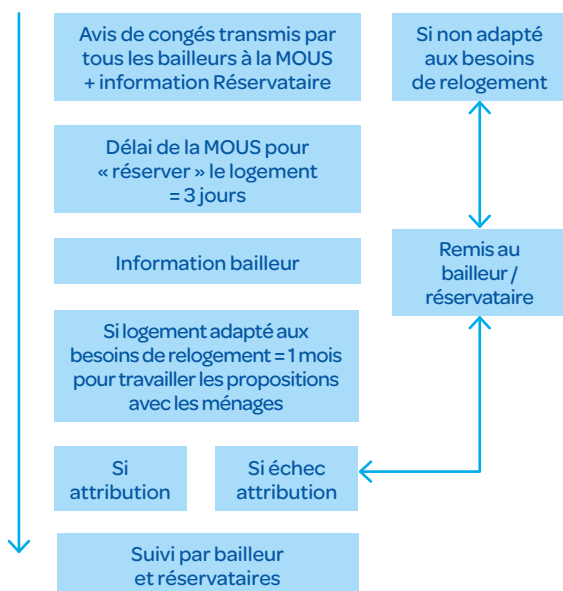 Avis de congés transmis par
tous les bailleurs à la MOUS
+ information Réservataire
Si non adapté
aux besoins
de relogement
Délai de la MOUS pour
« réserver » le logement
= 3 jours
Information bailleur
Remis au
bailleur /
réservataire
Si logement adapté aux
besoins de relogement = 1 mois
pour travailler les propositions
avec les ménages
Si
attribution
Si échec
attribution
Suivi par bailleur
et réservataires